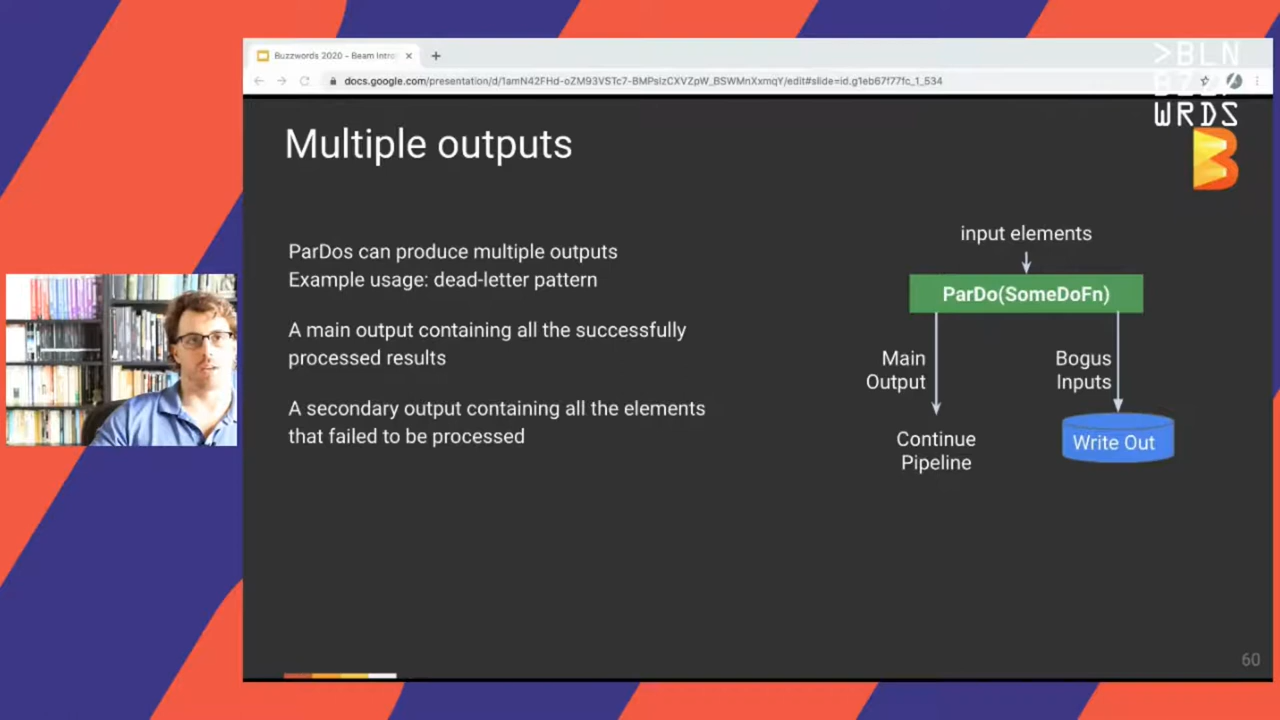 Buzzwords 2020 - Beam Intro
docs.google.com/presentation/d/1amN42FHd-oZM93VSTc7-BMPslzCXVZpW_BSWMnXxmqY/edit#slide=id.g1eb67f77fc_1_534
>BLN
WRDS
Multiple outputs
ParDos can produce multiple outputs
Example usage: dead-letter pattern
A main output containing all the successfully
processed results
A secondary output containing all the elements
that failed to be processed
input elements
ParDo(SomeDoFn)
Main
Output
Bogus
Inputs
Continue
Pipeline
Write Out
60